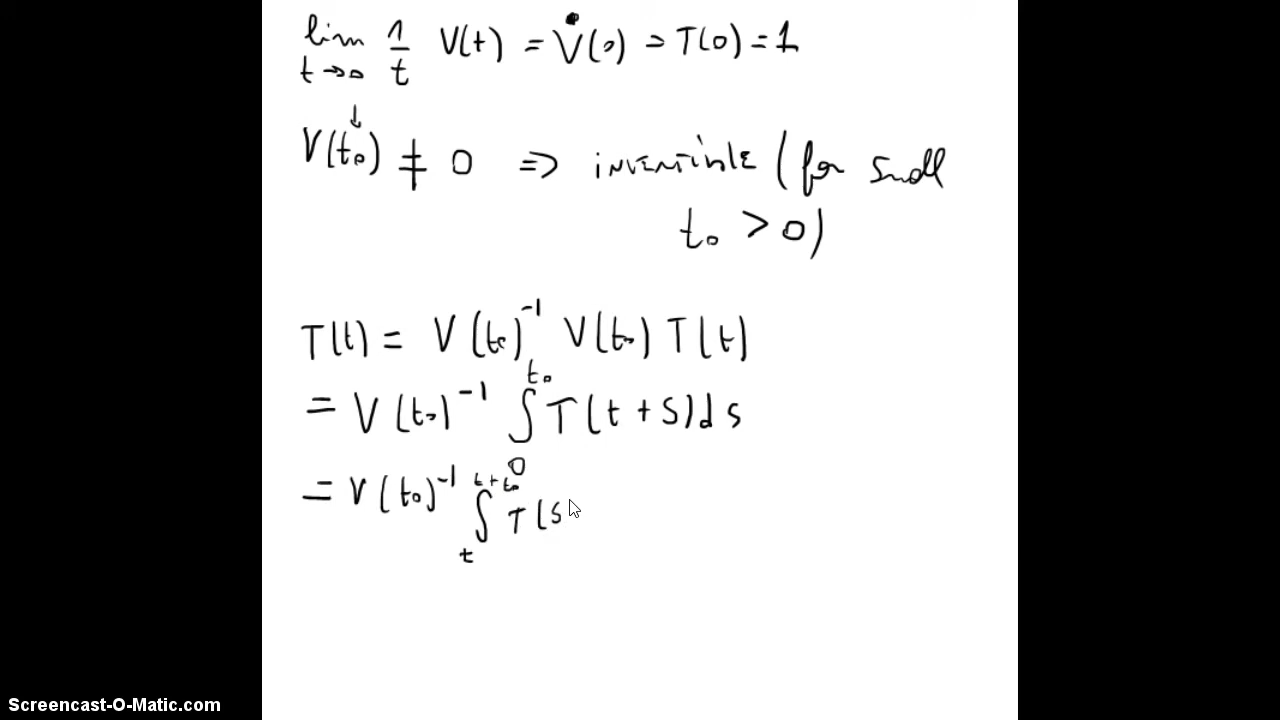 lim_{t→0} 1/t V(t) = V̇(0) = T(0) = 1
V(t₀) ≠ 0 ⇒ invertible (for small
t₀ > 0)
T(t) = V(t₀)⁻¹ V(t₀) T(t)
= V(t₀)⁻¹ ∫₀^{t₀} T(t + s) ds
= V(t₀)⁻¹ ∫ₜ^{t+t₀} T(s
Screencast-O-Matic.com